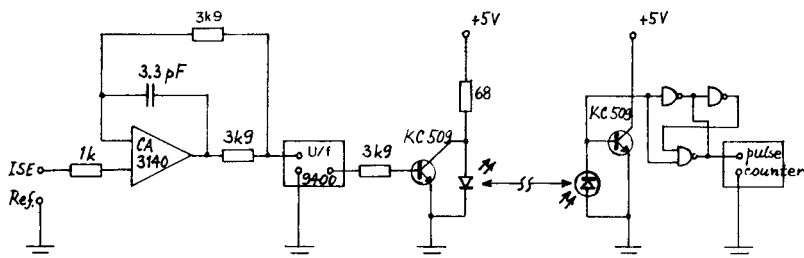 3k9
+5V
+5V
3.3 pF
68
KC 509
KC 509
CA
3140
3k9
U/f
9400
3k9
ISE
1k
Ref.
pulse
counter